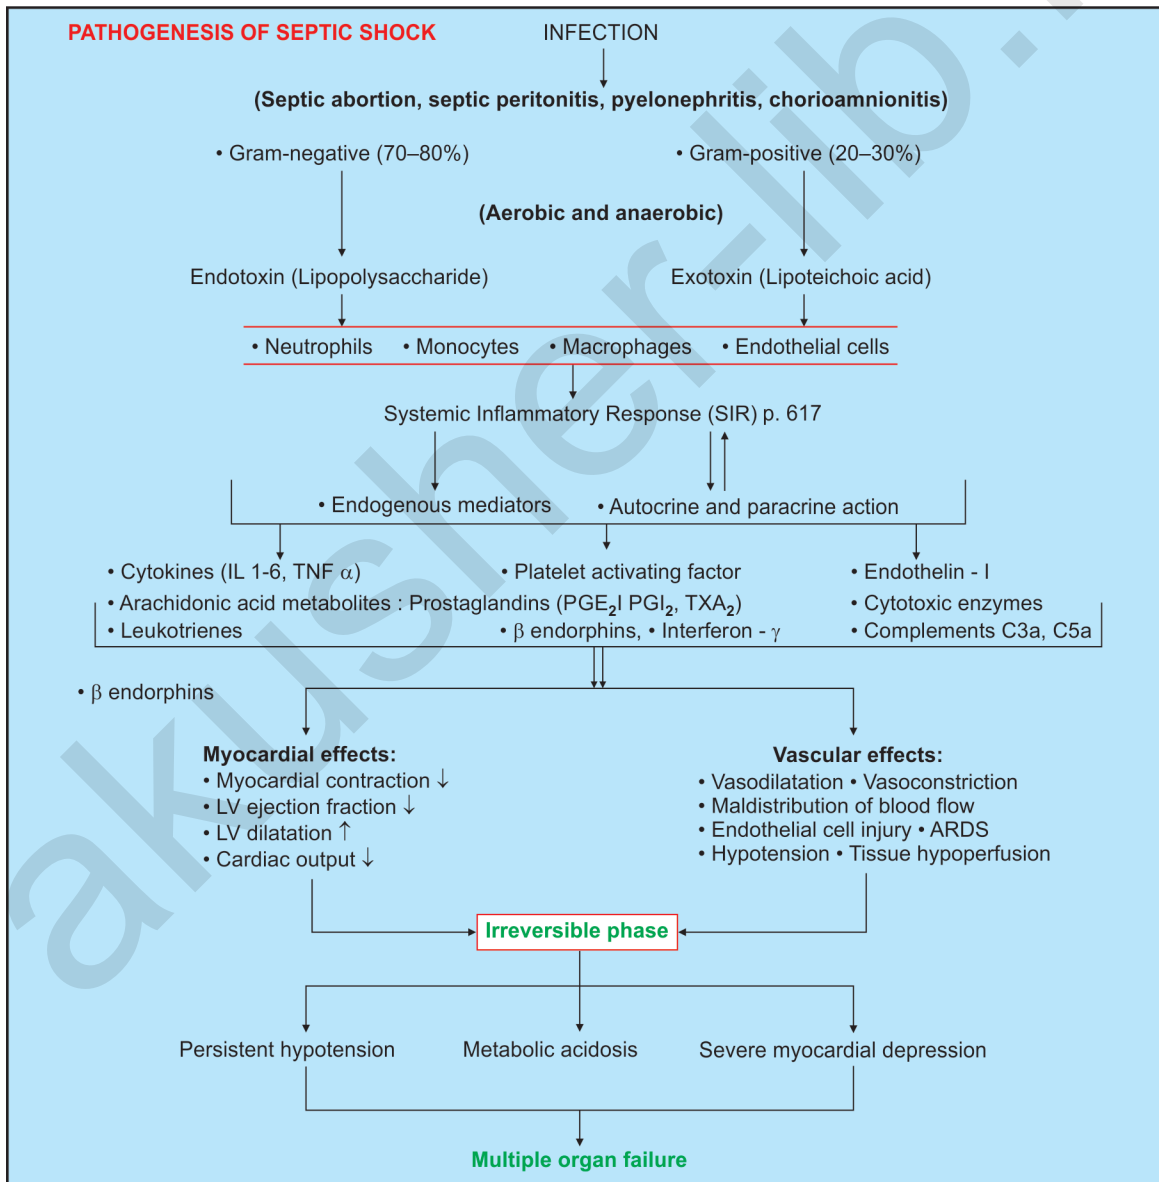 PATHOGENESIS OF SEPTIC SHOCK
INFECTION
(Septic abortion, septic peritonitis, pyelonephritis, chorioamnionitis)
• Gram-negative (70–80%)
• Gram-positive (20–30%)
(Aerobic and anaerobic)
Endotoxin (Lipopolysaccharide)
Exotoxin (Lipoteichoic acid)
• Neutrophils • Monocytes • Macrophages • Endothelial cells
Systemic Inflammatory Response (SIR) p. 617
• Endogenous mediators
• Autocrine and paracrine action
• Cytokines (IL 1-6, TNF α)
• Platelet activating factor
• Endothelin - I
• Arachidonic acid metabolites : Prostaglandins (PGE₂I PGI₂, TXA₂)
• Cytotoxic enzymes
• Leukotrienes
• β endorphins, • Interferon - γ
• Complements C3a, C5a
• β endorphins
Myocardial effects:
• Myocardial contraction ↓
• LV ejection fraction ↓
• LV dilatation ↑
• Cardiac output ↓
Vascular effects:
• Vasodilatation • Vasoconstriction
• Maldistribution of blood flow
• Endothelial cell injury • ARDS
• Hypotension • Tissue hypoperfusion
Irreversible phase
Persistent hypotension
Metabolic acidosis
Severe myocardial depression
Multiple organ failure
akusher-lib.